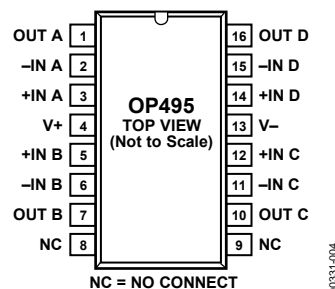 OUT A 1 16 OUT D
–IN A 2 15 –IN D
+IN A 3 14 +IN D
OP495
V+ 4 TOP VIEW 13 V–
(Not to Scale)
+IN B 5 12 +IN C
–IN B 6 11 –IN C
OUT B 7 10 OUT C
NC 8 9 NC
NC = NO CONNECT
0331-004